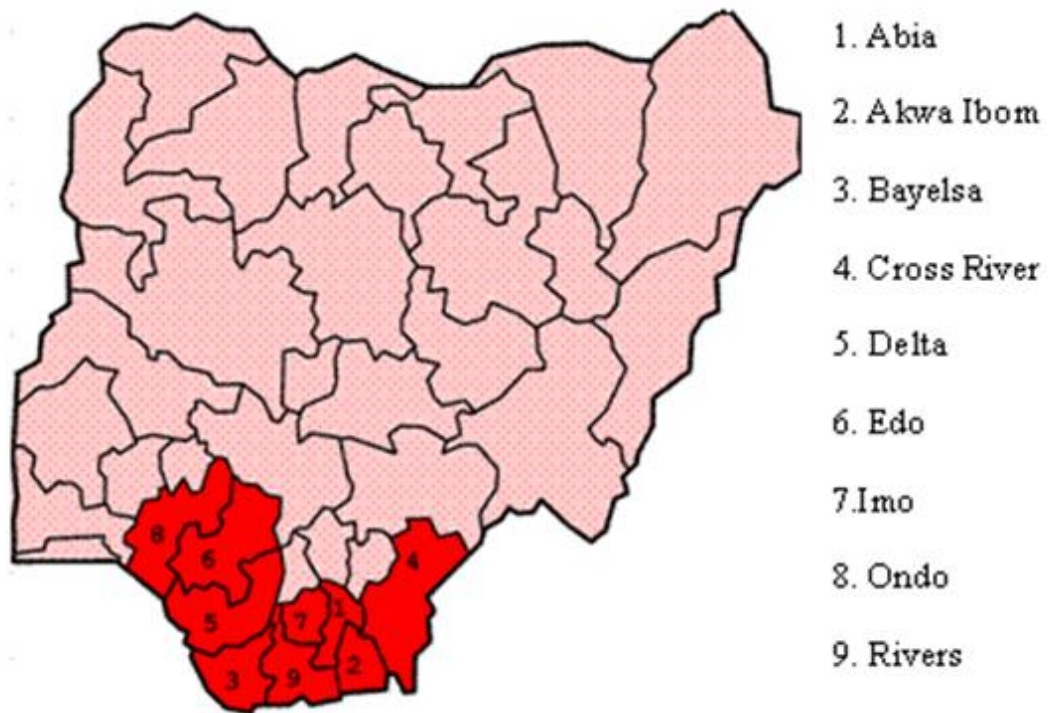 1. Abia
2. Akwa Ibom
3. Bayelsa
4. Cross River
5. Delta
6. Edo
7.Imo
8. Ondo
9. Rivers
8
6
4
5
7
1
3
9
2